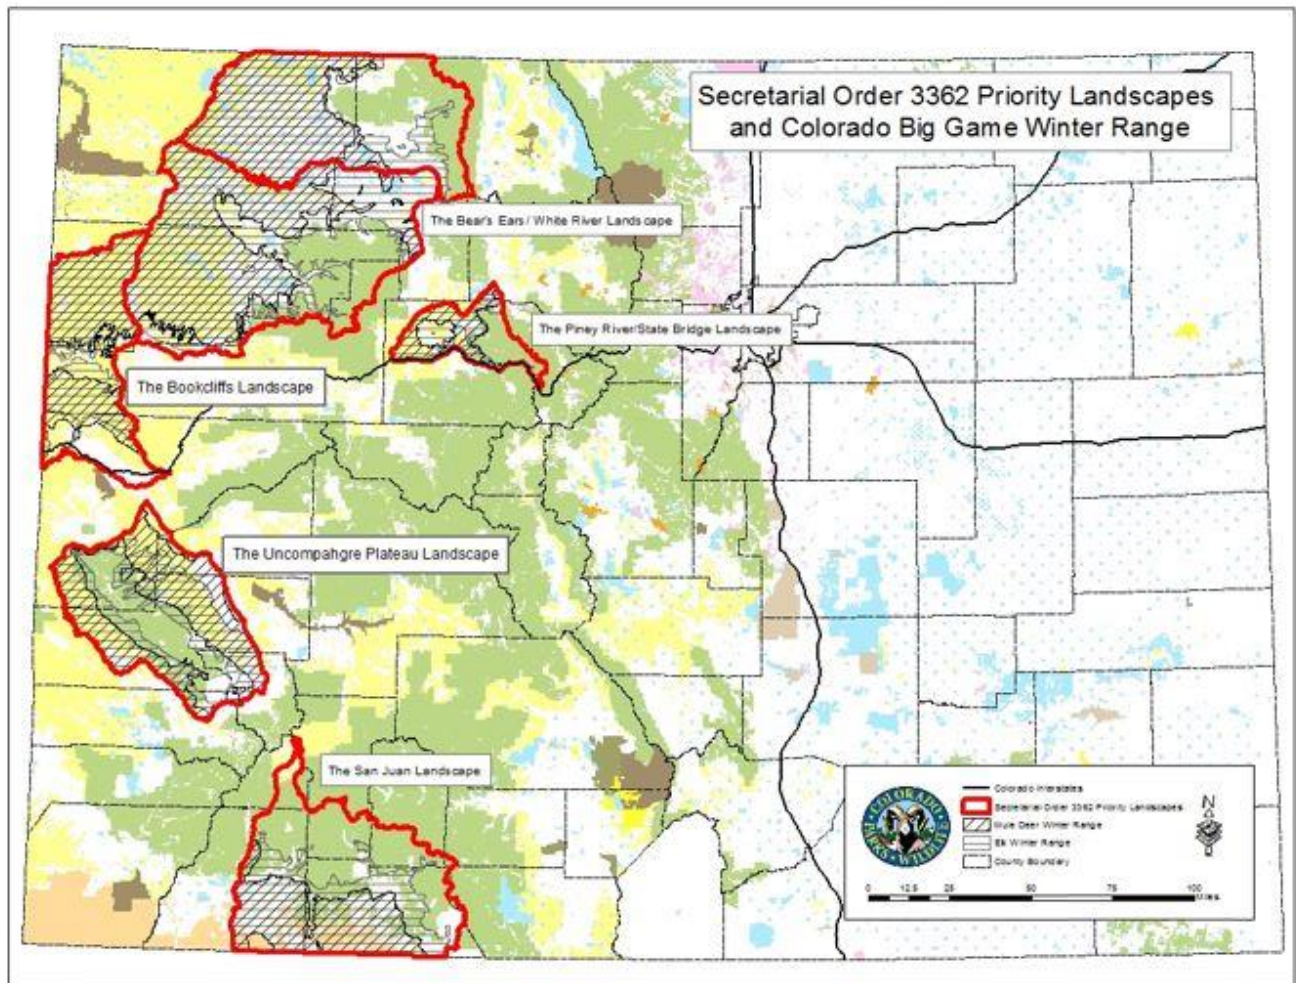 Secretarial Order 3362 Priority Landscapes
and Colorado Big Game Winter Range
The Bear's Ears / White River Landscape
The Piney River/State Bridge Landscape
The Bookcliffs Landscape
The Uncompahgre Plateau Landscape
The San Juan Landscape
COLORADO
PARKS & WILDLIFE
Colorado Interstates
Secretarial Order 3362 Priority Landscapes
Mule Deer Winter Range
Elk Winter Range
County Boundary
N
0 12.5 25 50 75 100
Miles